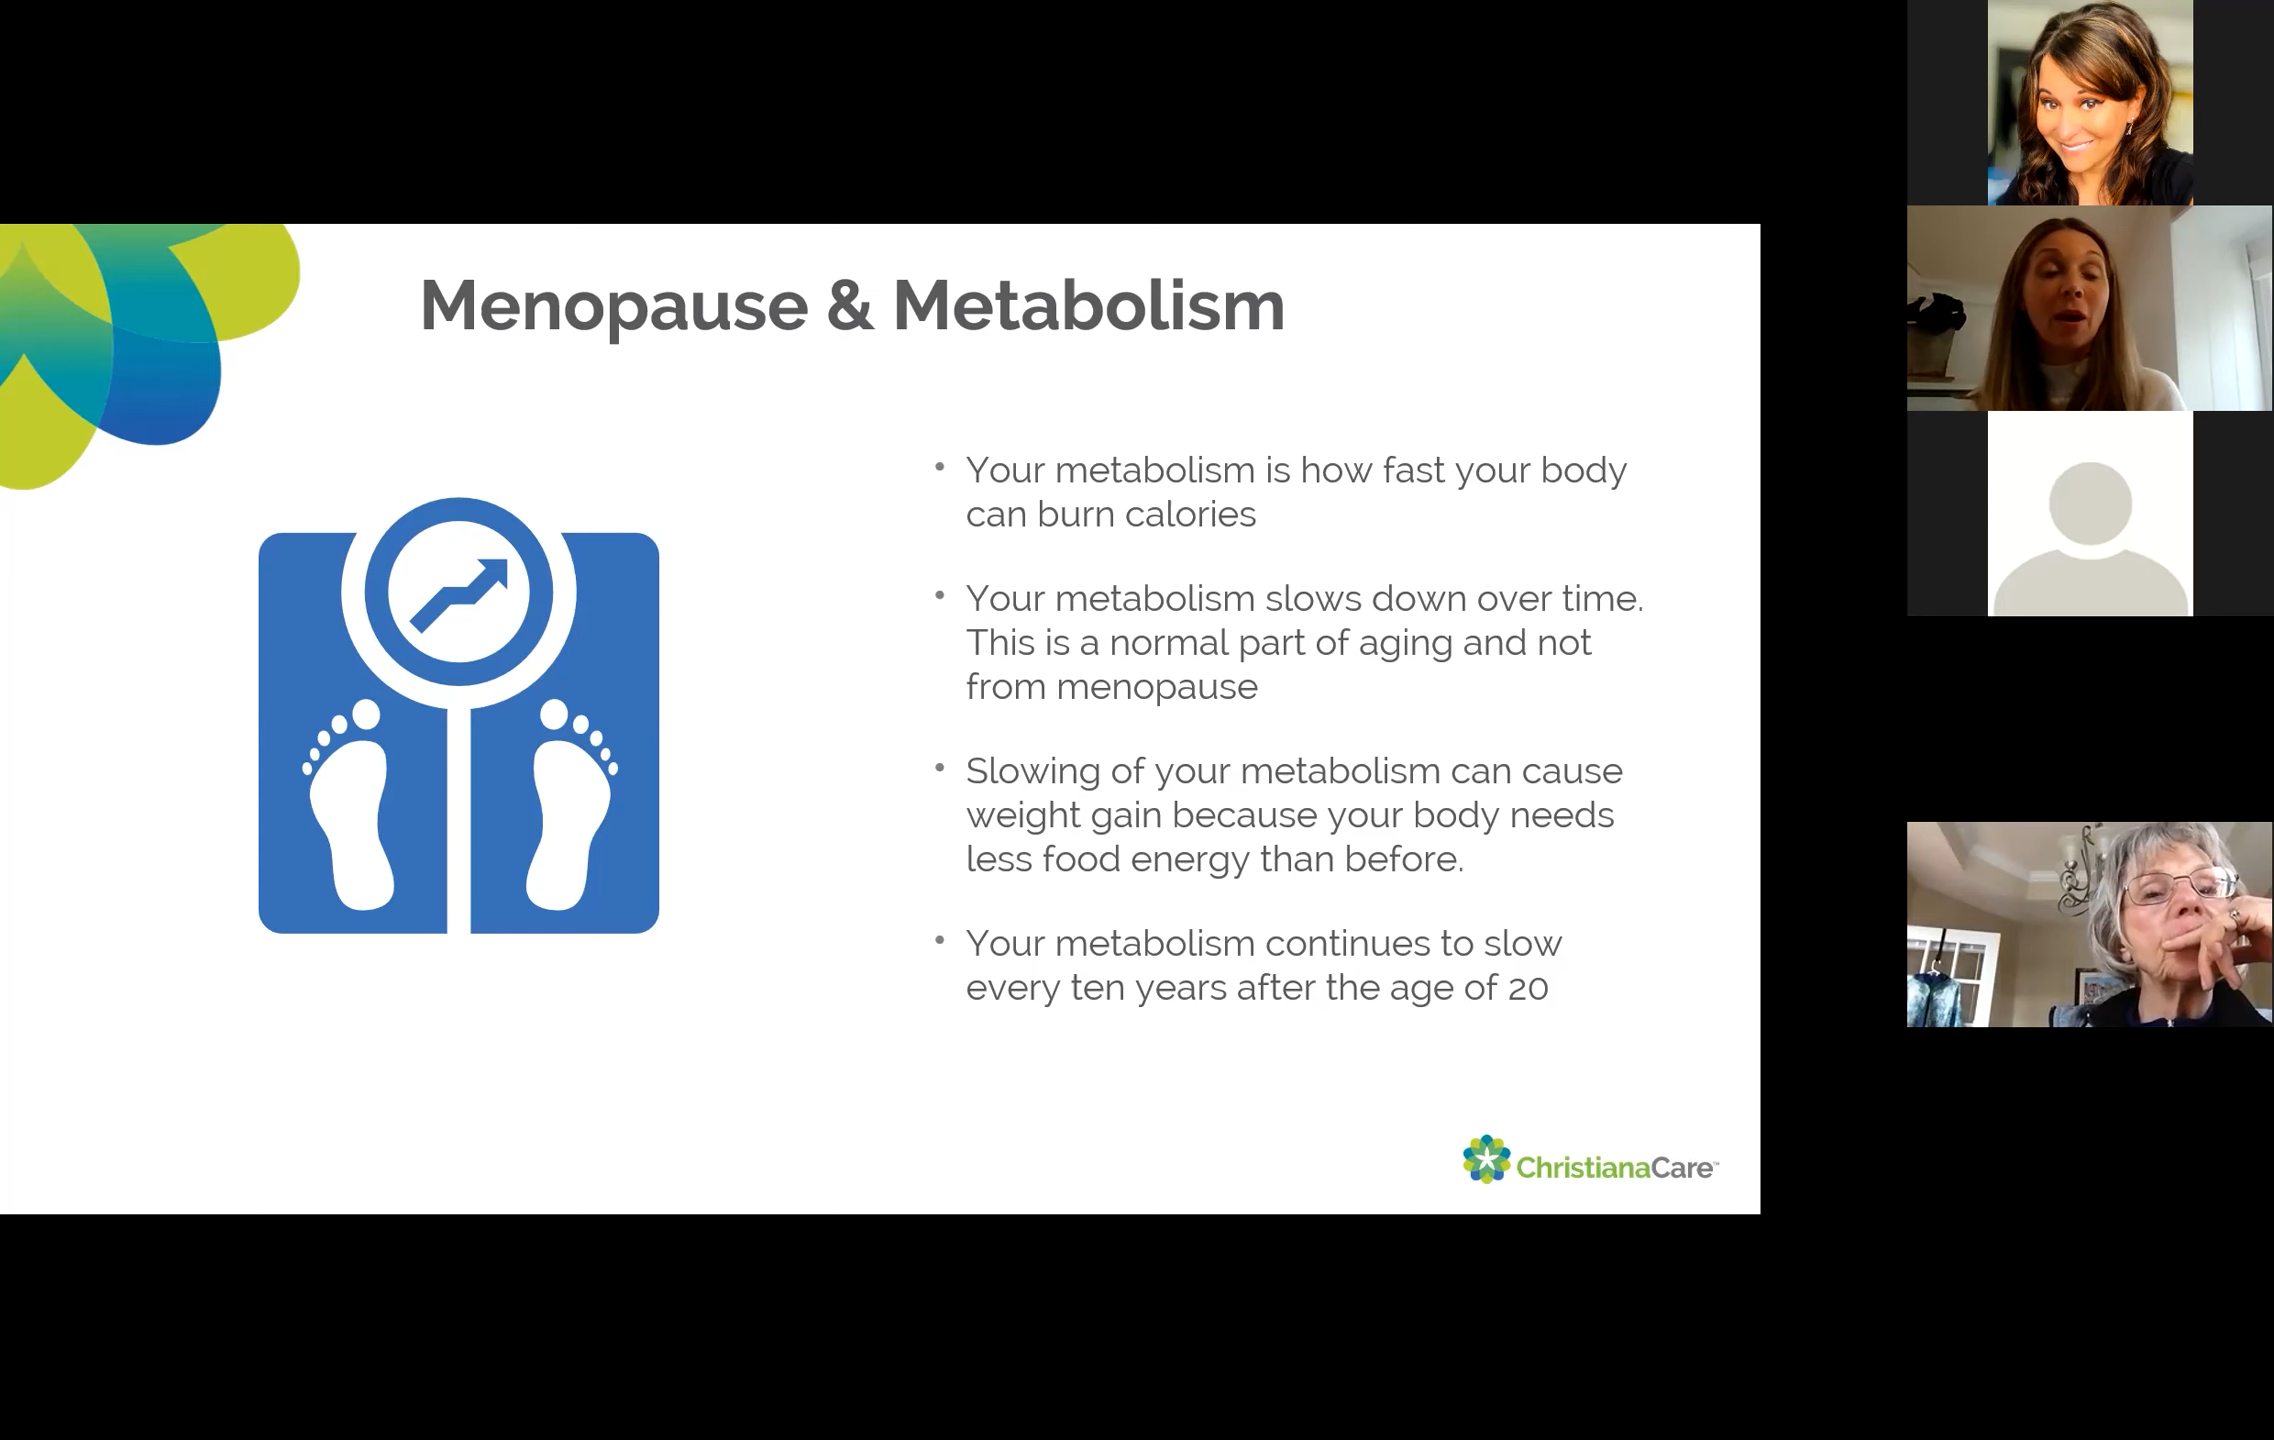 Menopause & Metabolism
• Your metabolism is how fast your body
can burn calories
• Your metabolism slows down over time.
This is a normal part of aging and not
from menopause
• Slowing of your metabolism can cause
weight gain because your body needs
less food energy than before.
• Your metabolism continues to slow
every ten years after the age of 20
ChristianaCare™